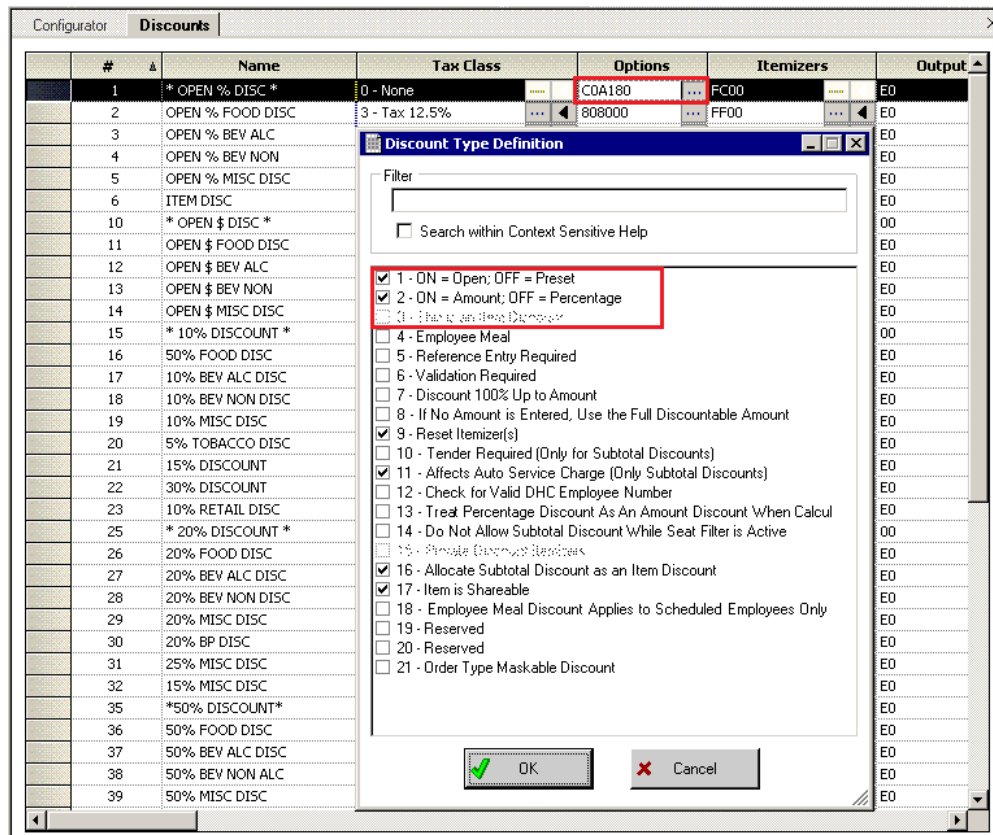 Configurator Discounts
# Name Tax Class Options Itemizers Output
1 * OPEN % DISC * 0 - None C0A180 ... FC00 E0
2 OPEN % FOOD DISC 3 - Tax 12.5% ... 808000 ... FF00 ... E0
3 OPEN % BEV ALC E0
4 OPEN % BEV NON E0
5 OPEN % MISC DISC E0
6 ITEM DISC E0
10 * OPEN $ DISC * 00
11 OPEN $ FOOD DISC E0
12 OPEN $ BEV ALC E0
13 OPEN $ BEV NON E0
14 OPEN $ MISC DISC E0
15 * 10% DISCOUNT * 00
16 50% FOOD DISC E0
17 10% BEV ALC DISC E0
18 10% BEV NON DISC E0
19 10% MISC DISC E0
20 5% TOBACCO DISC E0
21 15% DISCOUNT E0
22 30% DISCOUNT E0
23 10% RETAIL DISC E0
25 * 20% DISCOUNT * 00
26 20% FOOD DISC E0
27 20% BEV ALC DISC E0
28 20% BEV NON DISC E0
29 20% MISC DISC E0
30 20% BP DISC E0
31 25% MISC DISC E0
32 15% MISC DISC E0
35 *50% DISCOUNT* E0
36 50% FOOD DISC E0
37 50% BEV ALC DISC E0
38 50% BEV NON ALC E0
39 50% MISC DISC E0
Discount Type Definition
Filter
Search within Context Sensitive Help
1 - ON = Open; OFF = Preset
2 - ON = Amount; OFF = Percentage
3 - This is an Item Discount
4 - Employee Meal
5 - Reference Entry Required
6 - Validation Required
7 - Discount 100% Up to Amount
8 - If No Amount is Entered, Use the Full Discountable Amount
9 - Reset Itemizer(s)
10 - Tender Required (Only for Subtotal Discounts)
11 - Affects Auto Service Charge (Only Subtotal Discounts)
12 - Check for Valid DHC Employee Number
13 - Treat Percentage Discount As An Amount Discount When Calcul
14 - Do Not Allow Subtotal Discount While Seat Filter is Active
15 - Private Discount Itemizers
16 - Allocate Subtotal Discount as an Item Discount
17 - Item is Shareable
18 - Employee Meal Discount Applies to Scheduled Employees Only
19 - Reserved
20 - Reserved
21 - Order Type Maskable Discount
OK Cancel